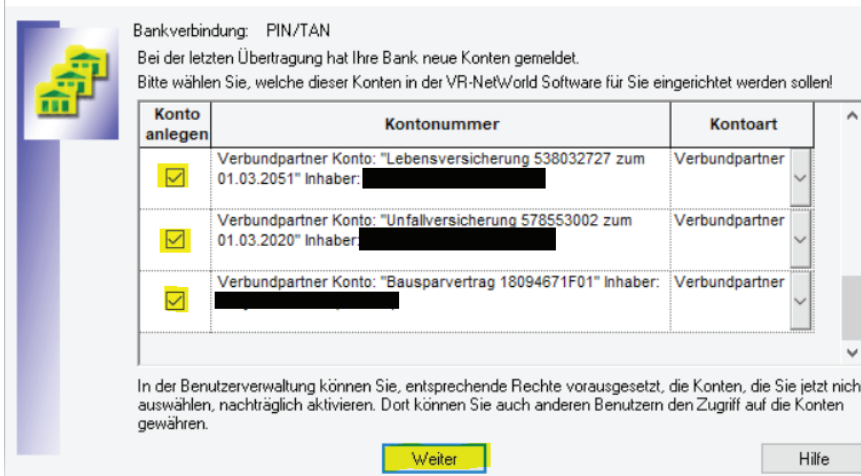 Bankverbindung: PIN/TAN
Bei der letzten Übertragung hat Ihre Bank neue Konten gemeldet.
Bitte wählen Sie, welche dieser Konten in der VR-NetWorld Software für Sie eingerichtet werden sollen!
Konto anlegen Kontonummer Kontoart
Verbundpartner Konto: "Lebensversicherung 538032727 zum Verbundpartner
01.03.2051" Inhaber:
Verbundpartner Konto: "Unfallversicherung 578553002 zum Verbundpartner
01.03.2020" Inhaber:
Verbundpartner Konto: "Bausparvertrag 18094671F01" Inhaber: Verbundpartner
In der Benutzerverwaltung können Sie, entsprechende Rechte vorausgesetzt, die Konten, die Sie jetzt nich
auswählen, nachträglich aktivieren. Dort können Sie auch anderen Benutzern den Zugriff auf die Konten
gewähren.
Weiter Hilfe